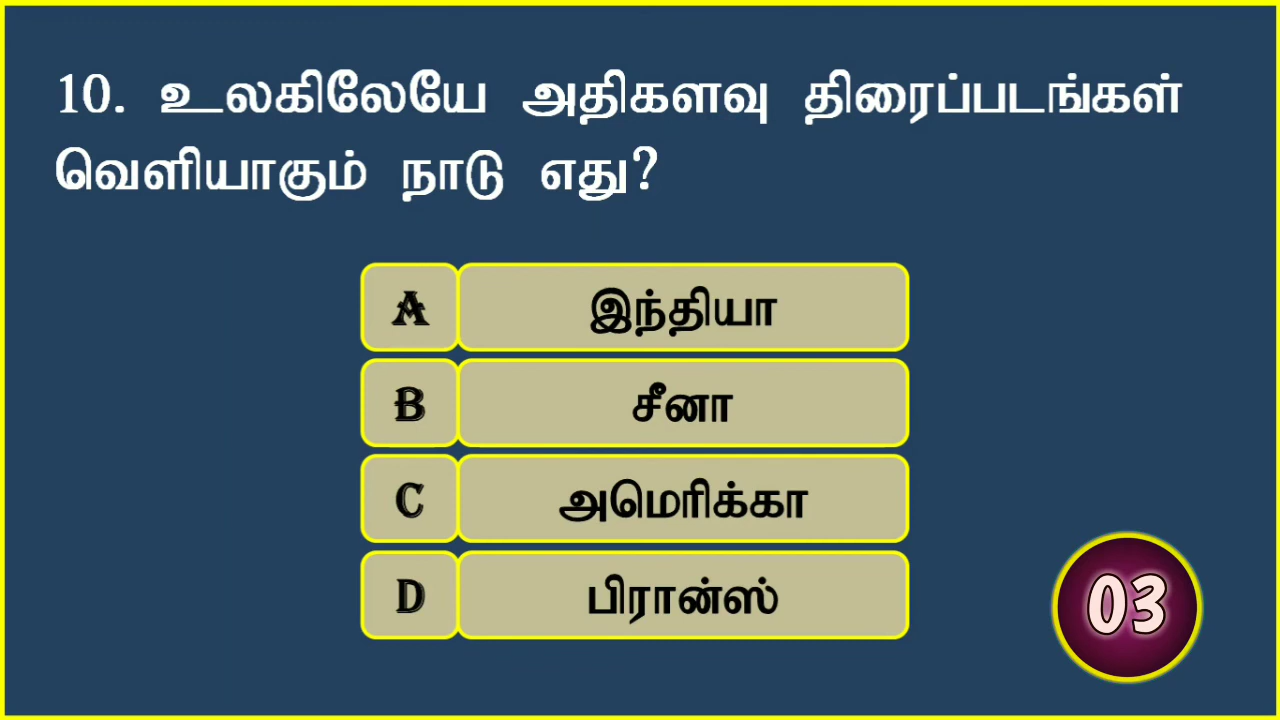 10. உலகிலேயே அதிகளவு திரைப்படங்கள்
வெளியாகும் நாடு எது?
A இந்தியா
B சீனா
C அமெரிக்கா
D பிரான்ஸ்
03